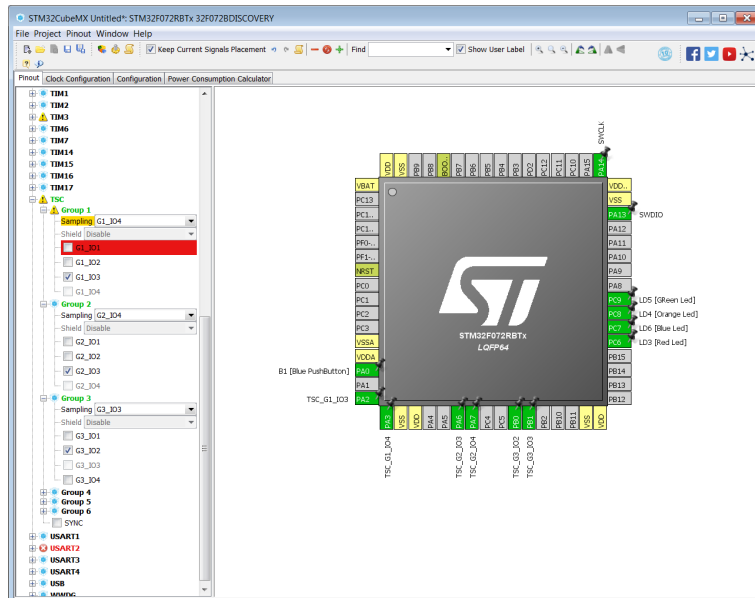 STM32CubeMX Untitled*: STM32F072RBTx 32F072BDISCOVERY
File Project Pinout Window Help
Keep Current Signals Placement
Find
Show User Label
Pinout Clock Configuration Configuration Power Consumption Calculator
TIM1
TIM2
TIM3
TIM6
TIM7
TIM14
TIM15
TIM16
TIM17
TSC
Group 1
Sampling G1_IO4
Shield Disable
G1_IO1
G1_IO2
G1_IO3
G1_IO4
Group 2
Sampling G2_IO4
Shield Disable
G2_IO1
G2_IO2
G2_IO3
G2_IO4
Group 3
Sampling G3_IO3
Shield Disable
G3_IO1
G3_IO2
G3_IO3
G3_IO4
Group 4
Group 5
Group 6
SYNC
USART1
USART2
USART3
USART4
USB
WWDG
SWCLK
VDD
VSS
PB9
PB8
BOO..
PB7
PB6
PB5
PB4
PB3
PD2
PC12
PC11
PC10
PA15
PA14
VBAT
PC13
PC1..
PC1..
PF0-..
PF1-..
NRST
PC0
PC1
PC2
PC3
VSSA
VDDA
B1 [Blue PushButton] PA0
PA1
TSC_G1_IO3 PA2
ST
STM32F072RBTx
LQFP64
VDD..
VSS
PA13 SWDIO
PA12
PA11
PA10
PA9
PA8
PC9 LD5 [GReen Led]
PC8 LD4 [Orange Led]
PC7 LD6 [Blue Led]
PC6 LD3 [Red Led]
PB15
PB14
PB13
PB12
PA3
VSS
VDD
PA4
PA5
PA6
PA7
PC4
PC5
PB0
PB1
PB2
PB10
PB11
VSS
VDD
TSC_G1_IO4
TSC_G2_IO3
TSC_G2_IO4
TSC_G3_IO2
TSC_G3_IO3